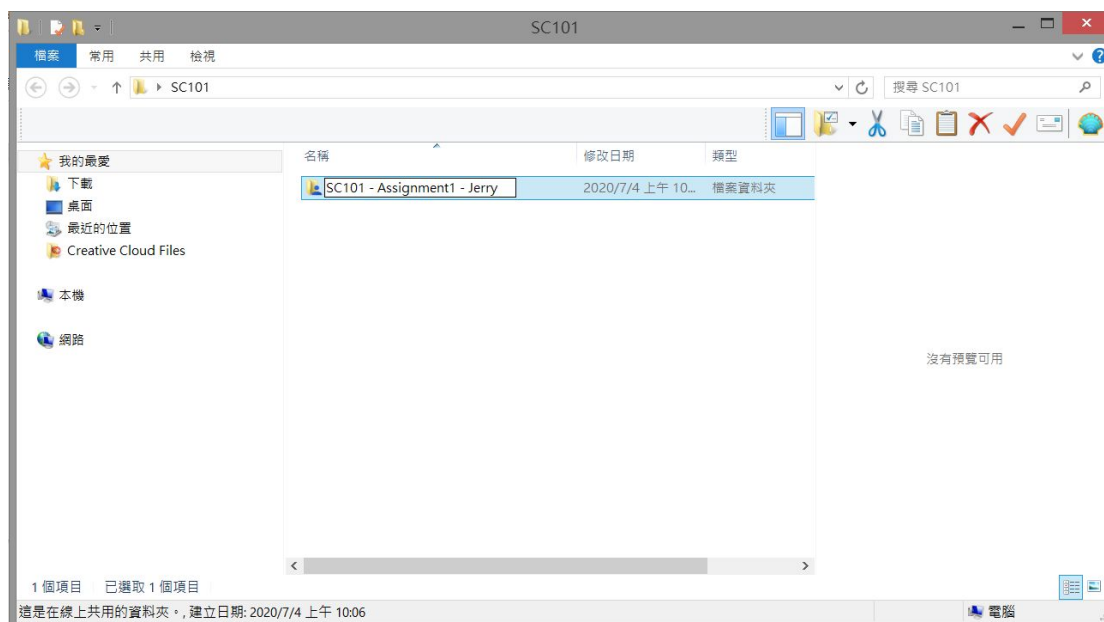 SC101
檔案 常用 共用 檢視
SC101 搜尋 SC101
我的最愛
下載
桌面
最近的位置
Creative Cloud Files
本機
網路
名稱 修改日期 類型
SC101 - Assignment1 - Jerry 2020/7/4 上午 10... 檔案資料夾
沒有預覽可用
1 個項目 已選取 1 個項目
這是在線上共用的資料夾。, 建立日期: 2020/7/4 上午 10:06 電腦